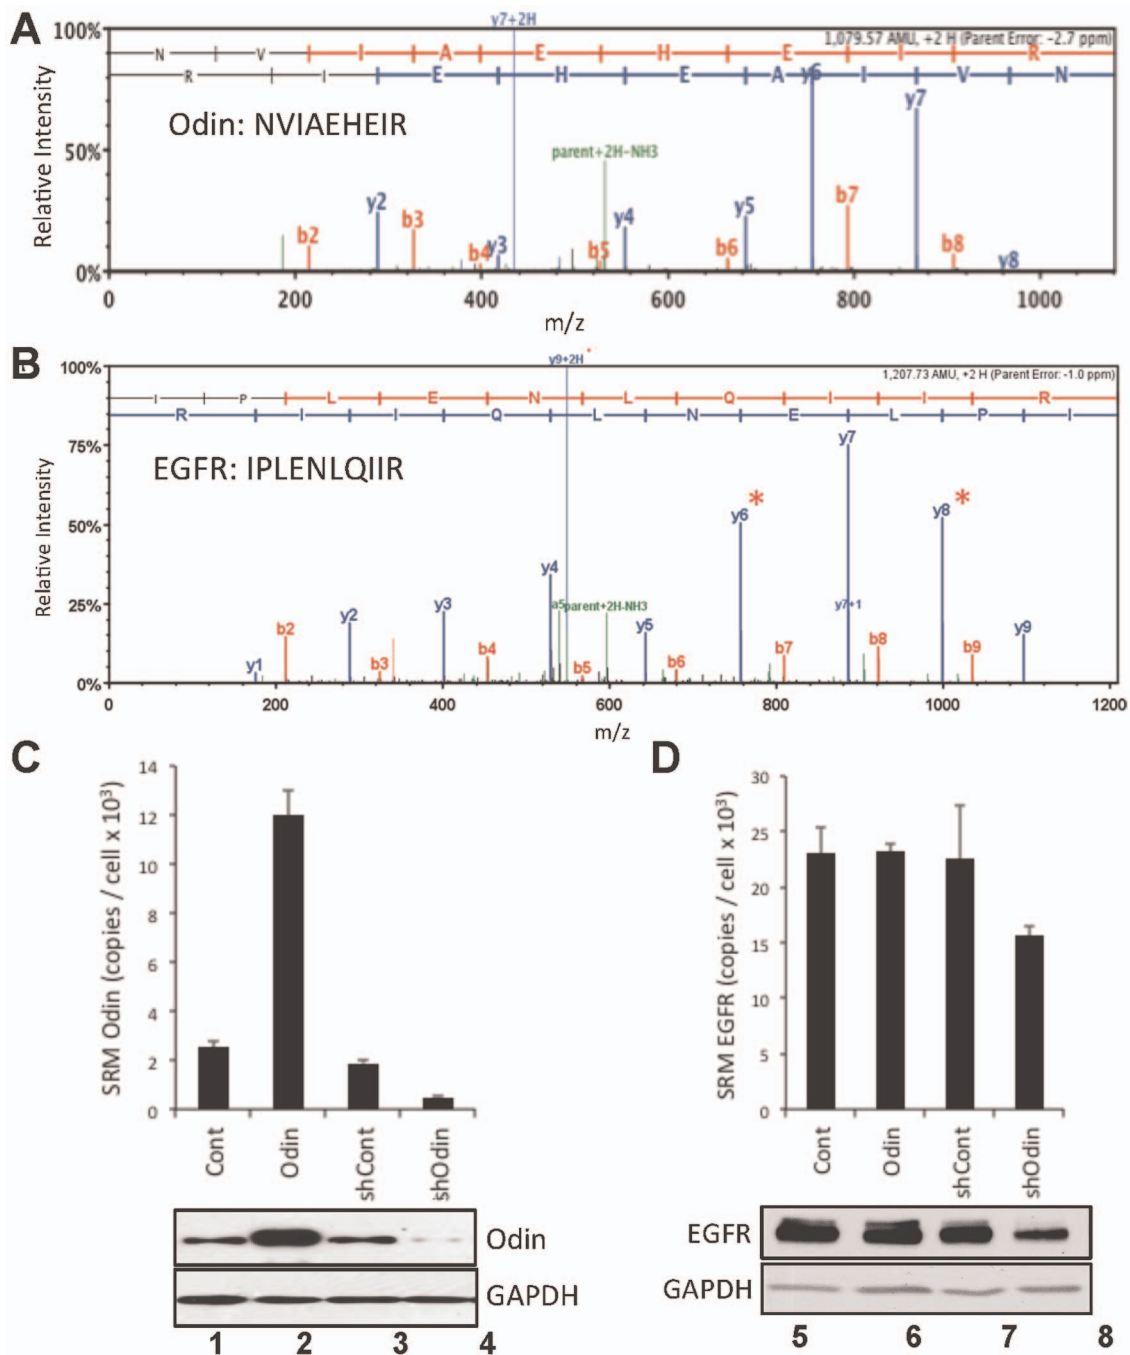 A
y7+2H
100%
1,079.57 AMU, +2 H (Parent Error: -2.7 ppm)
N V I A E H E I R
R I E H E A I V N
y6
y7
Odin: NVIAEHEIR
50%
parent+2H-NH3
Relative Intensity
b2 y2 b3 b4 y3 b5 y4 b6 y5 b7 b8 y8
0%
0 200 400 600 800 1000
m/z
B
y9+2H
100%
1,207.73 AMU, +2 H (Parent Error: -1.0 ppm)
I P L E N L Q I I R
R I I Q L N E L P I
75%
y7
EGFR: IPLENLQIIR
y6 * y8 *
50%
Relative Intensity
y4
25%
a5 parent+2H-NH3 y7+1
y1 b2 y2 b3 y3 b4 b5 y5 b6 b7 b8 b9 y9
0%
0 200 400 600 800 1000 1200
m/z
C
SRM Odin (copies / cell x 10³)
14
12
10
8
6
4
2
0
Cont Odin shCont shOdin
Odin
GAPDH
1 2 3 4
D
SRM EGFR (copies / cell x 10³)
30
25
20
15
10
5
0
Cont Odin shCont shOdin
EGFR
GAPDH
5 6 7 8